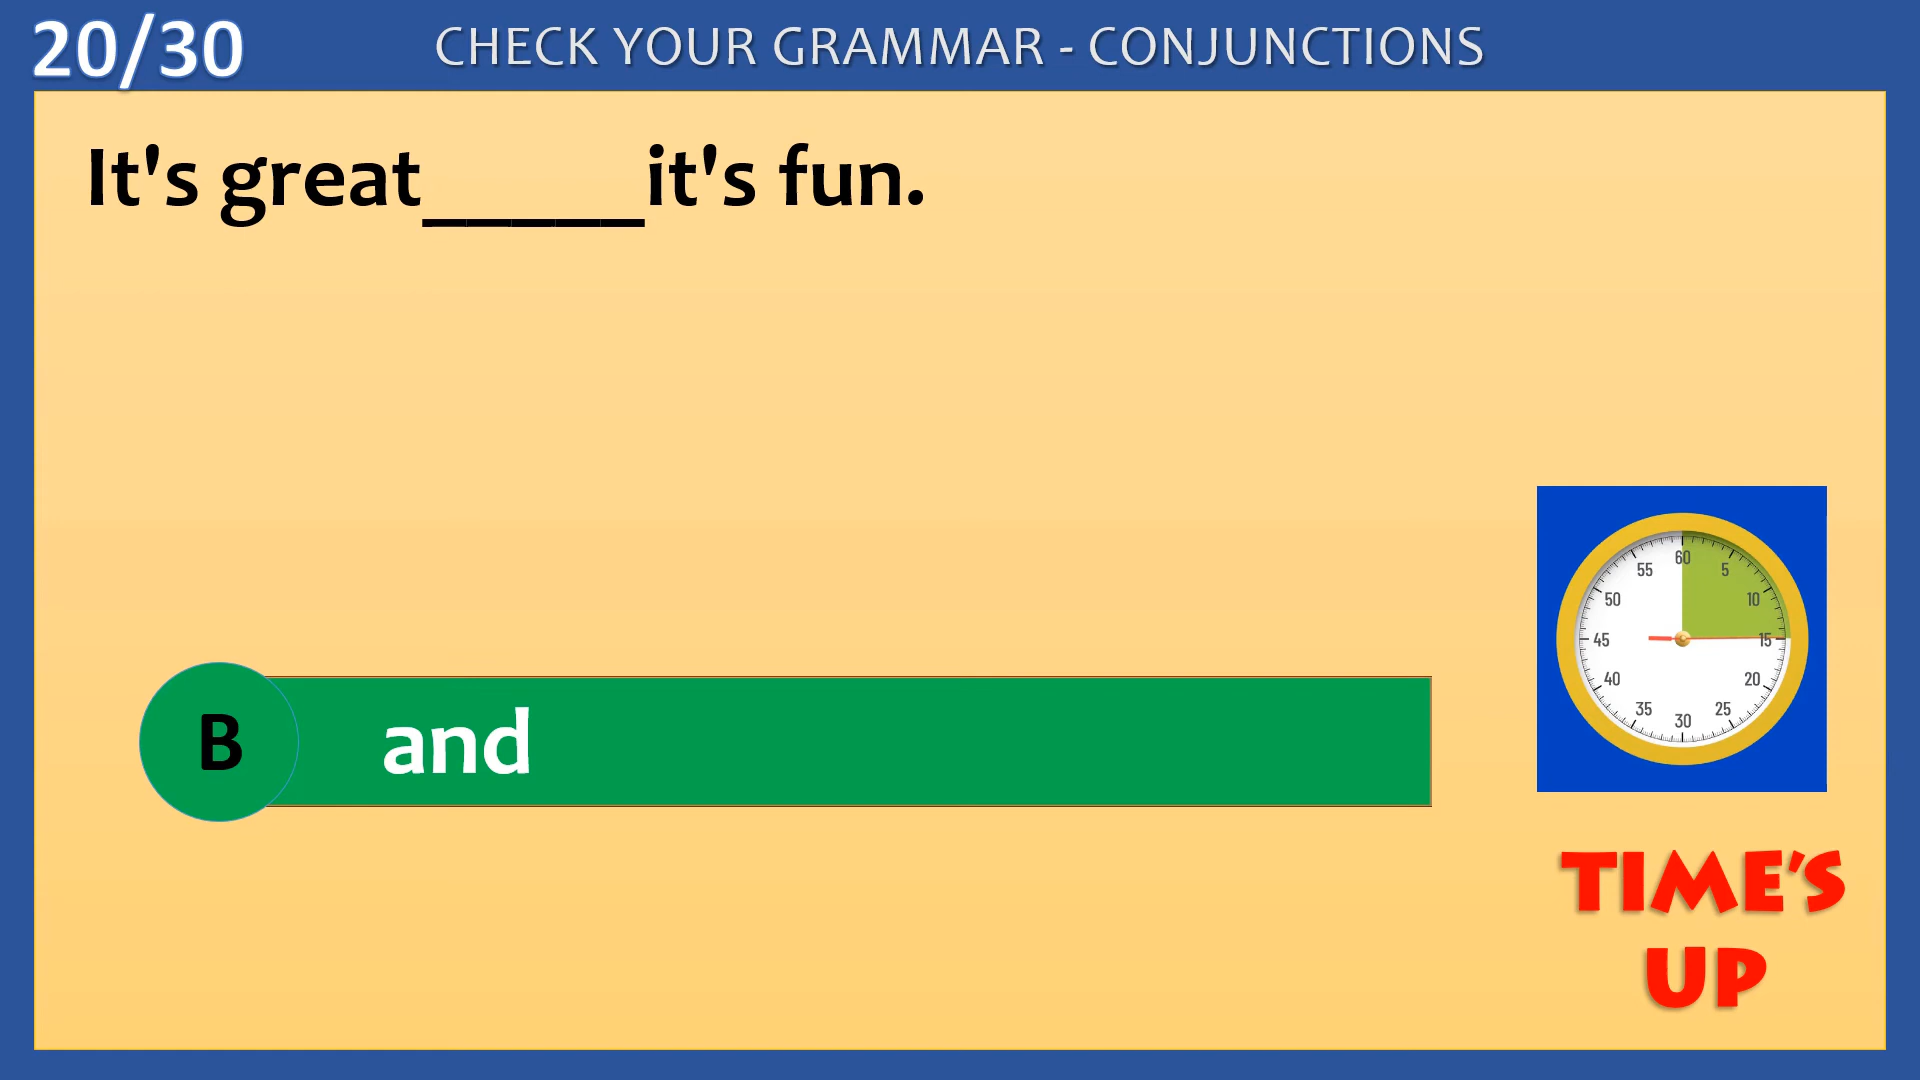 20/30 CHECK YOUR GRAMMAR - CONJUNCTIONS
It's great_____it's fun.
60
55 5
50 10
45 15
40 20
35 25
30
B and
TIME'S
UP